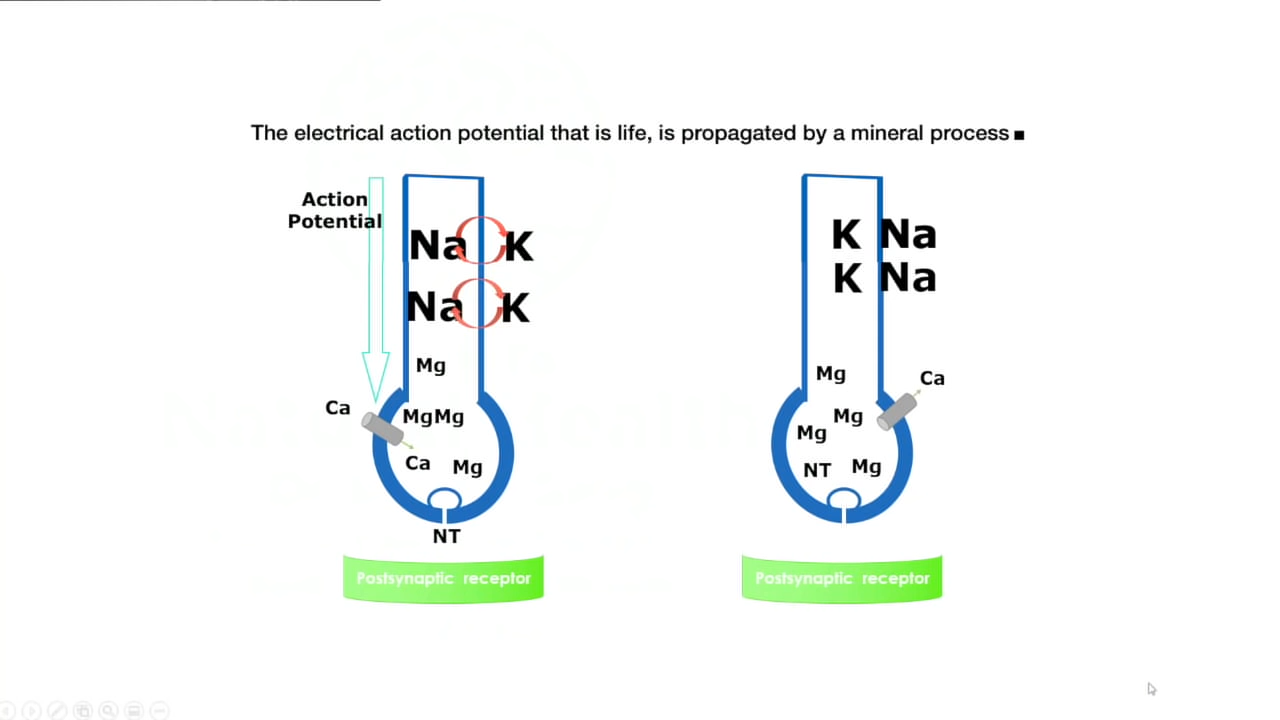 The electrical action potential that is life, is propagated by a mineral process ■
Action
Potential
Na K
Na K
Mg
Ca
MgMg
Ca Mg
NT
Postsynaptic receptor
K Na
K Na
Mg
Ca
Mg
Mg
NT Mg
Postsynaptic receptor